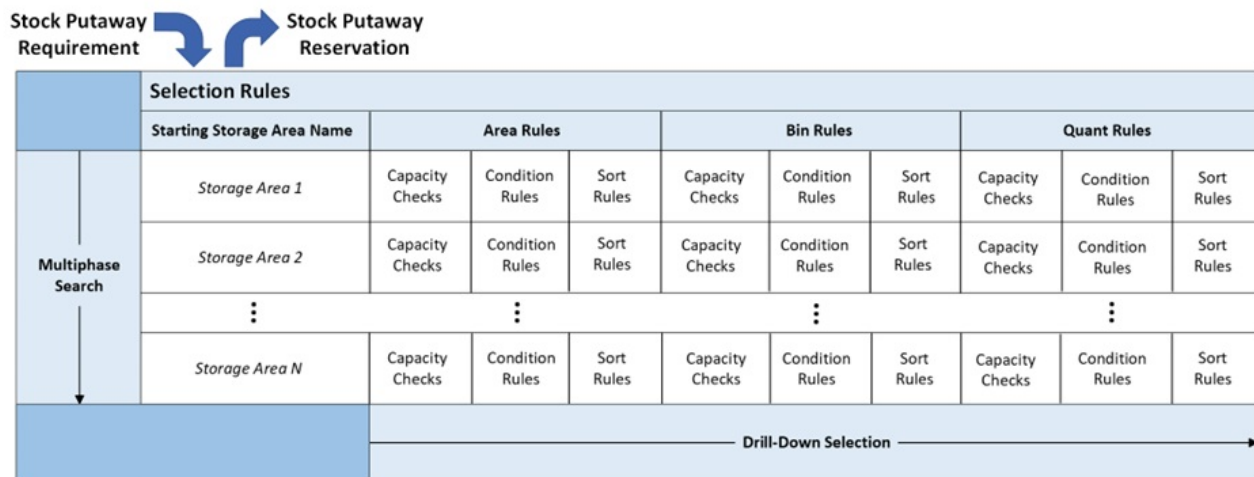 Stock Putaway
Requirement
Stock Putaway
Reservation
Selection Rules
Starting Storage Area Name
Area Rules
Bin Rules
Quant Rules
Multiphase
Search
Storage Area 1
Capacity
Checks
Condition
Rules
Sort
Rules
Capacity
Checks
Condition
Rules
Sort
Rules
Capacity
Checks
Condition
Rules
Sort
Rules
Storage Area 2
Capacity
Checks
Condition
Rules
Sort
Rules
Capacity
Checks
Condition
Rules
Sort
Rules
Capacity
Checks
Condition
Rules
Sort
Rules
Storage Area N
Capacity
Checks
Condition
Rules
Sort
Rules
Capacity
Checks
Condition
Rules
Sort
Rules
Capacity
Checks
Condition
Rules
Sort
Rules
Drill-Down Selection